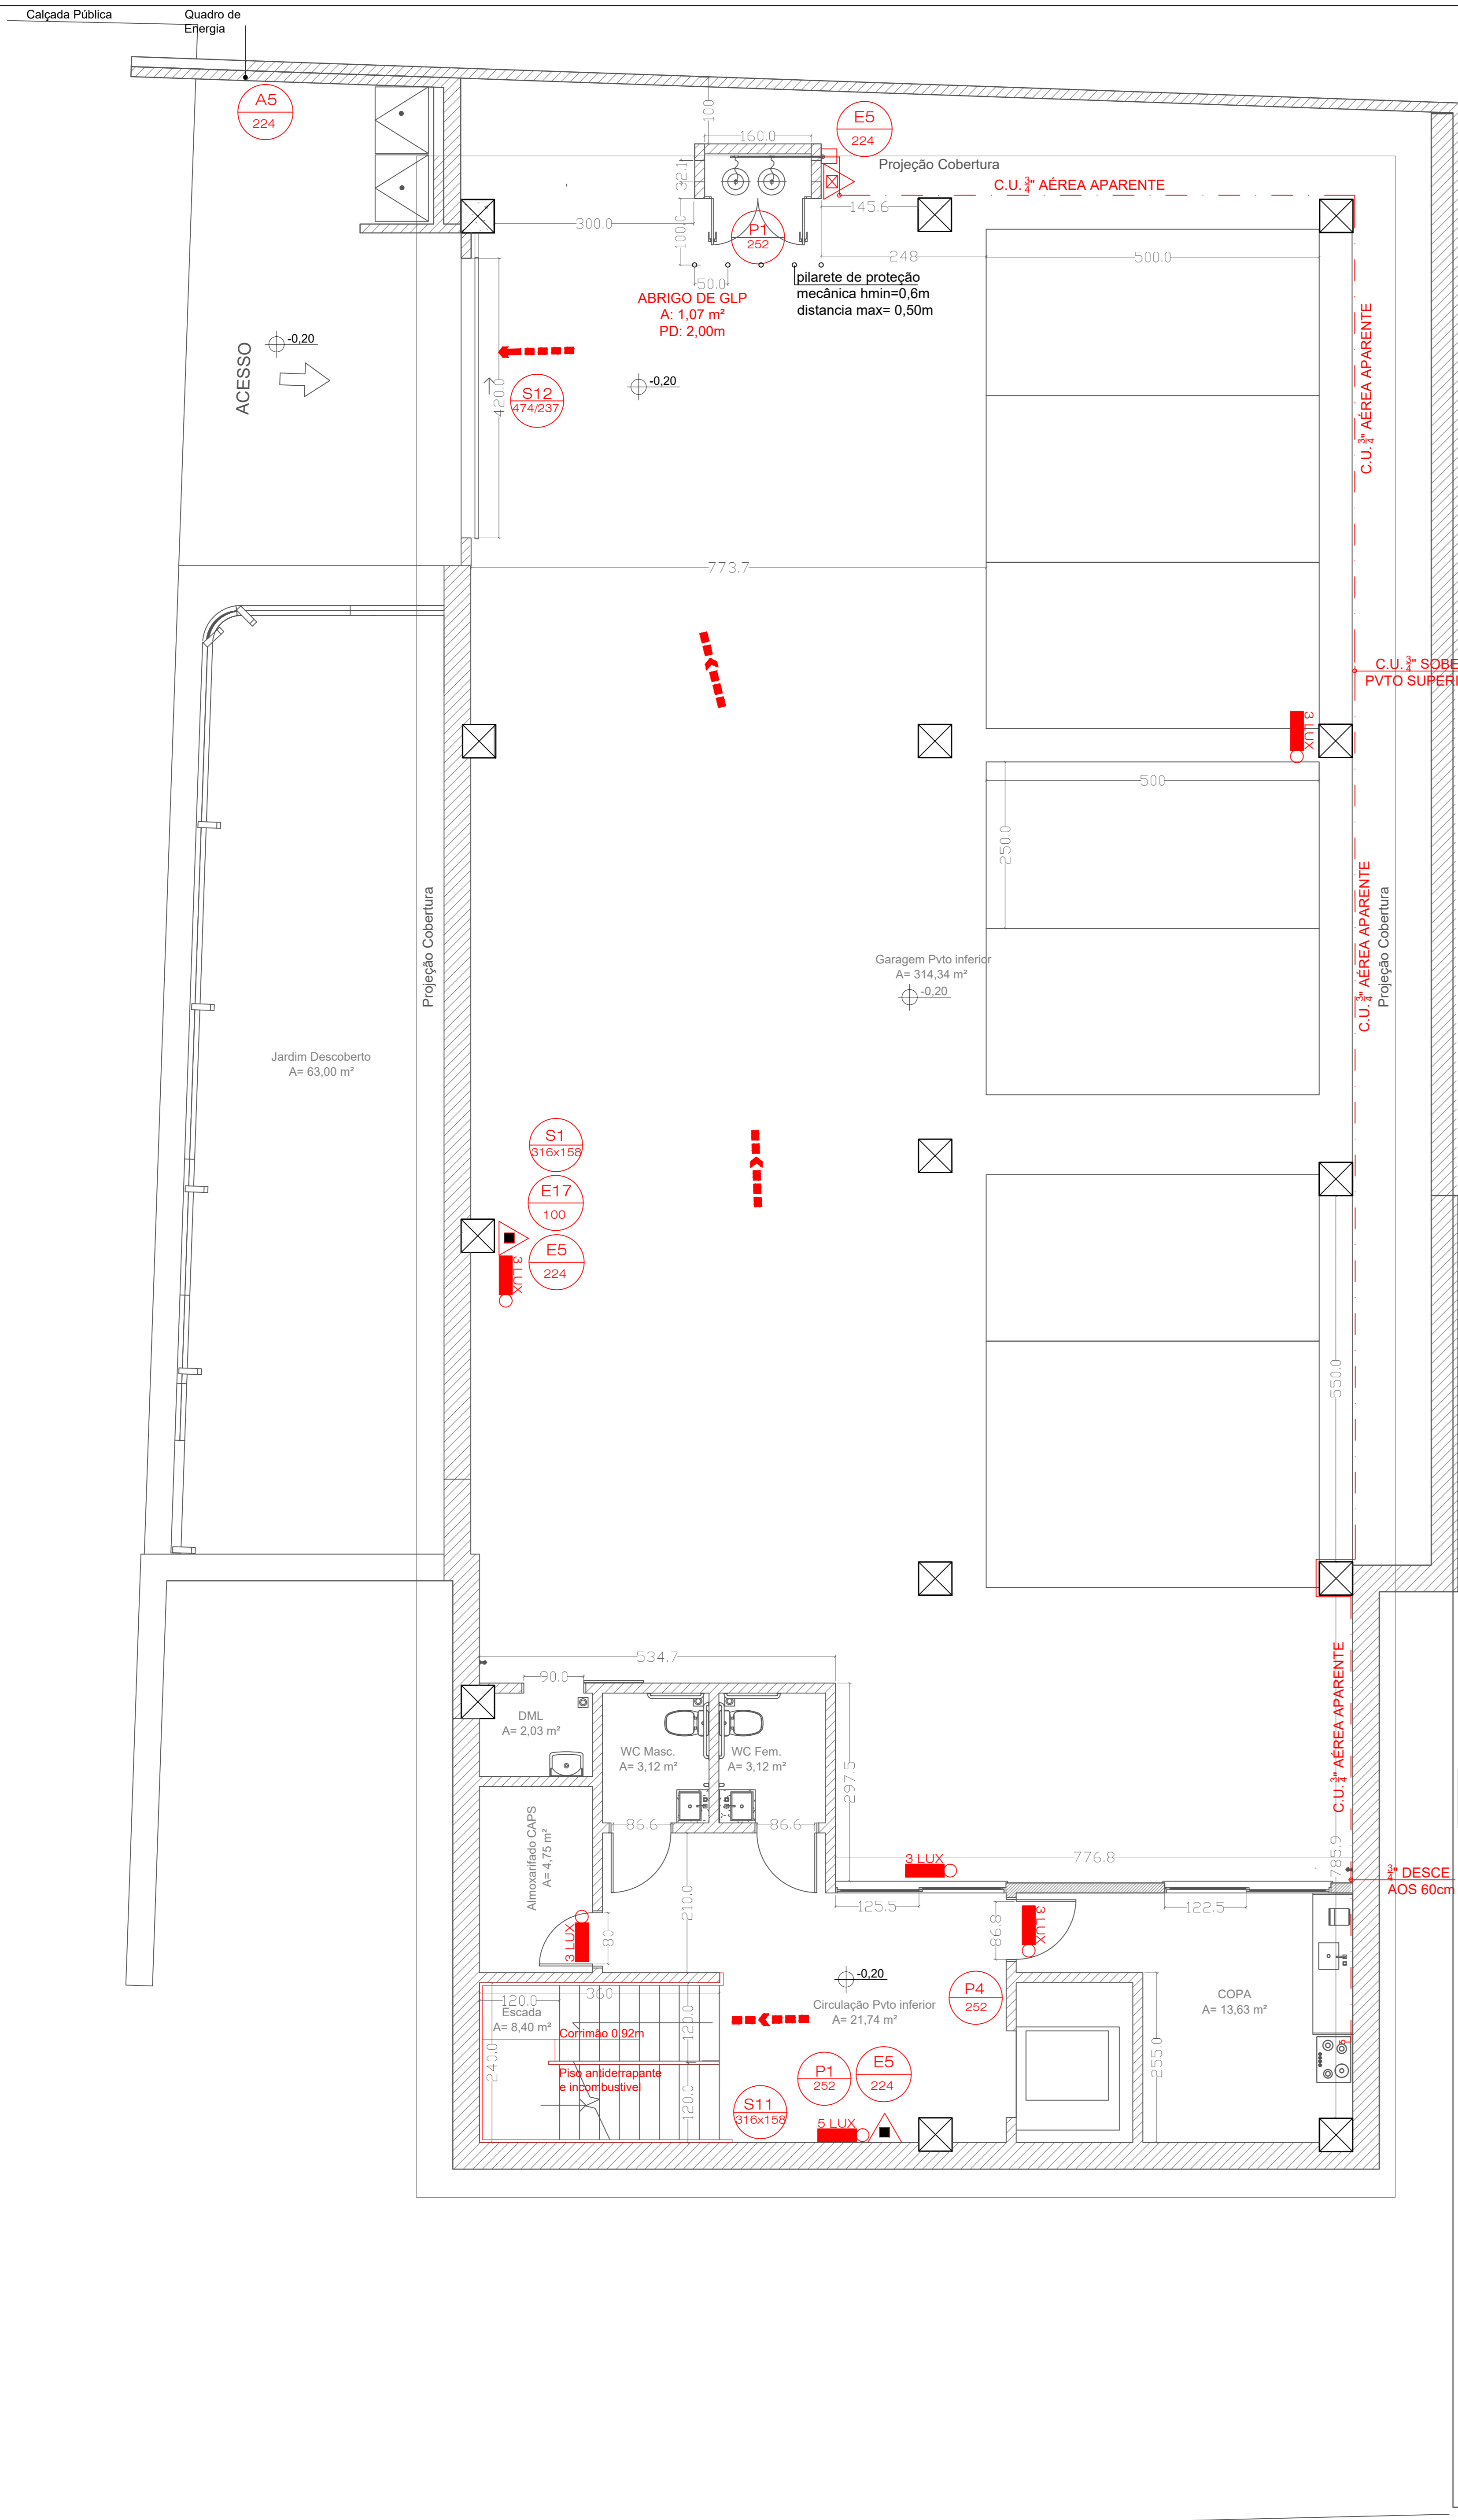 Calçada Pública
Quadro de
Energia
A5
224
100
160.0
E5
224
Projeção Cobertura
32.1
C.U. 3/4" AÉREA APARENTE
145.6
300.0
100.0
P1
252
248
500.0
50.0
pilarete de proteção
mecânica hmin=0,6m
distancia max= 0,50m
ABRIGO DE GLP
A: 1,07 m²
PD: 2,00m
-0,20
ACESSO
-0,20
420.0
S12
474/237
C.U. 3/4" AÉREA APARENTE
773.7
C.U. 3/4" SOBE
PVTO SUPERI
3 LUX
500
250.0
Projeção Cobertura
C.U. 3/4" AÉREA APARENTE
Projeção Cobertura
Garagem Pvto inferior
A= 314,34 m²
-0,20
Jardim Descoberto
A= 63,00 m²
S1
316x158
E17
100
E5
224
3 LUX
550.0
534.7
90.0
DML
A= 2,03 m²
WC Masc.
A= 3,12 m²
WC Fem.
A= 3,12 m²
C.U. 3/4" AÉREA APARENTE
297.5
Almoxarifado CAPS
A= 4,75 m²
86.6
86.6
3 LUX
776.8
785.9
3/4" DESCE
AOS 60cm
125.5
122.5
210.0
80
3 LUX
86.8
3 LUX
-0,20
P4
252
COPA
A= 13,63 m²
120.0
360
Escada
A= 8,40 m²
Circulação Pvto inferior
A= 21,74 m²
Corrimão 0,92m
120.0
240.0
255.0
Piso antiderrapante
e incombustivel
P1
252
E5
224
120.0
S11
316x158
5 LUX